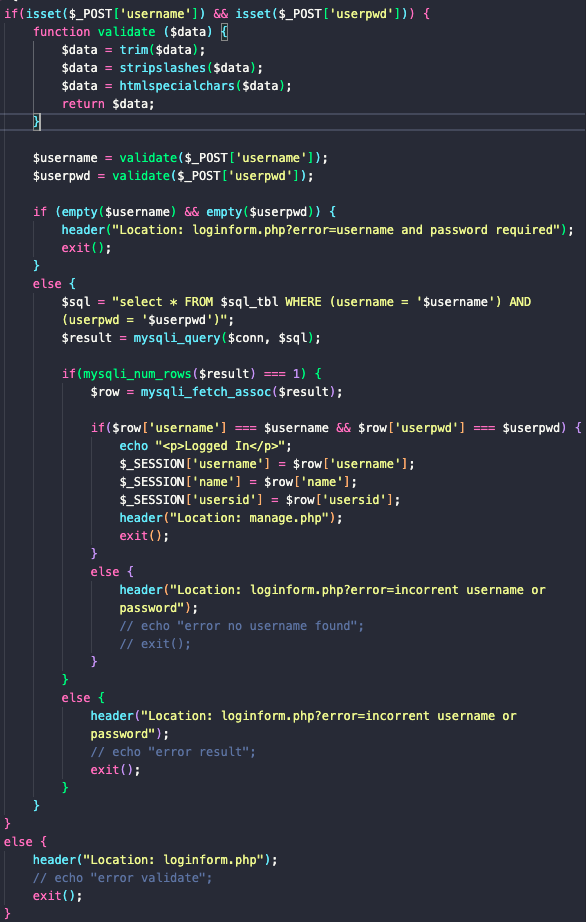 if(isset($_POST['username']) && isset($_POST['userpwd'])) {
function validate ($data) {
$data = trim($data);
$data = stripslashes($data);
$data = htmlspecialchars($data);
return $data;
}
$username = validate($_POST['username']);
$userpwd = validate($_POST['userpwd']);
if (empty($username) && empty($userpwd)) {
header("Location: loginform.php?error=username and password required");
exit();
}
else {
$sql = "select * FROM $sql_tbl WHERE (username = '$username') AND
(userpwd = '$userpwd')";
$result = mysqli_query($conn, $sql);
if(mysqli_num_rows($result) === 1) {
$row = mysqli_fetch_assoc($result);
if($row['username'] === $username && $row['userpwd'] === $userpwd) {
echo "<p>Logged In</p>";
$_SESSION['username'] = $row['username'];
$_SESSION['name'] = $row['name'];
$_SESSION['usersid'] = $row['usersid'];
header("Location: manage.php");
exit();
}
else {
header("Location: loginform.php?error=incorrent username or
password");
// echo "error no username found";
// exit();
}
}
else {
header("Location: loginform.php?error=incorrent username or
password");
// echo "error result";
exit();
}
}
}
else {
header("Location: loginform.php");
// echo "error validate";
exit();
}